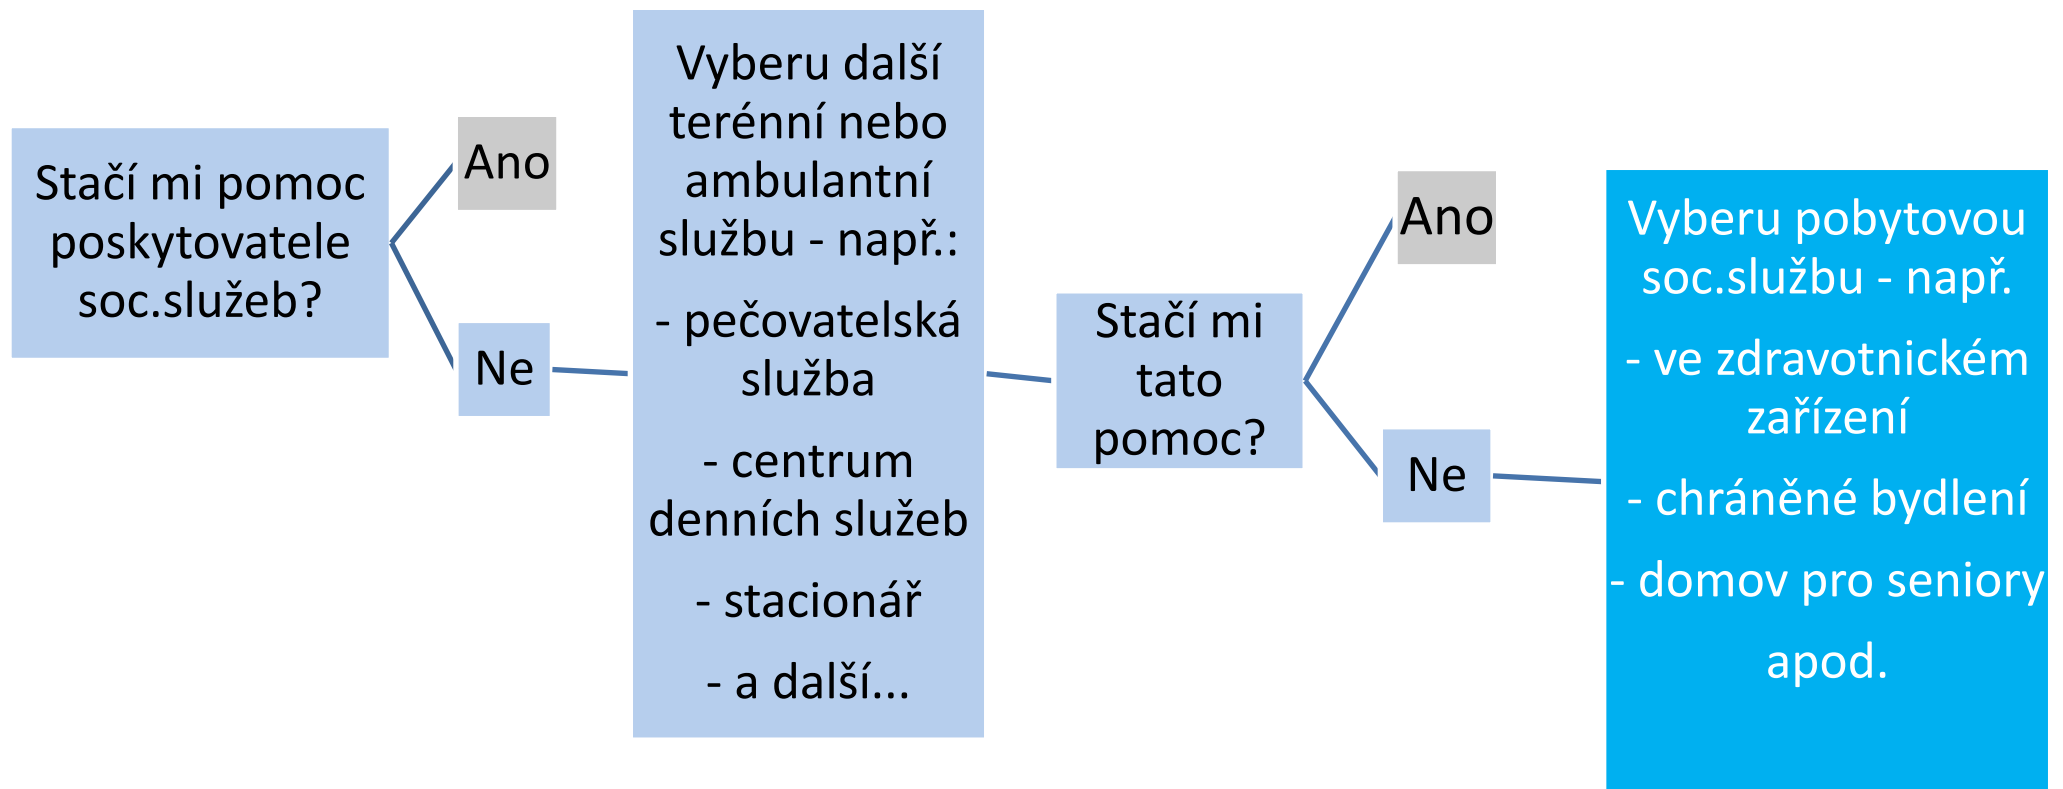 Stačí mi pomoc
poskytovatele
soc.služeb?
Ano
Ne
Vyberu další
terénní nebo
ambulantní
službu - např.:
- pečovatelská
služba
- centrum
denních služeb
- stacionář
- a další...
Stačí mi
tato
pomoc?
Ano
Ne
Vyberu pobytovou
soc.službu - např.
- ve zdravotnickém
zařízení
- chráněné bydlení
- domov pro seniory
apod.